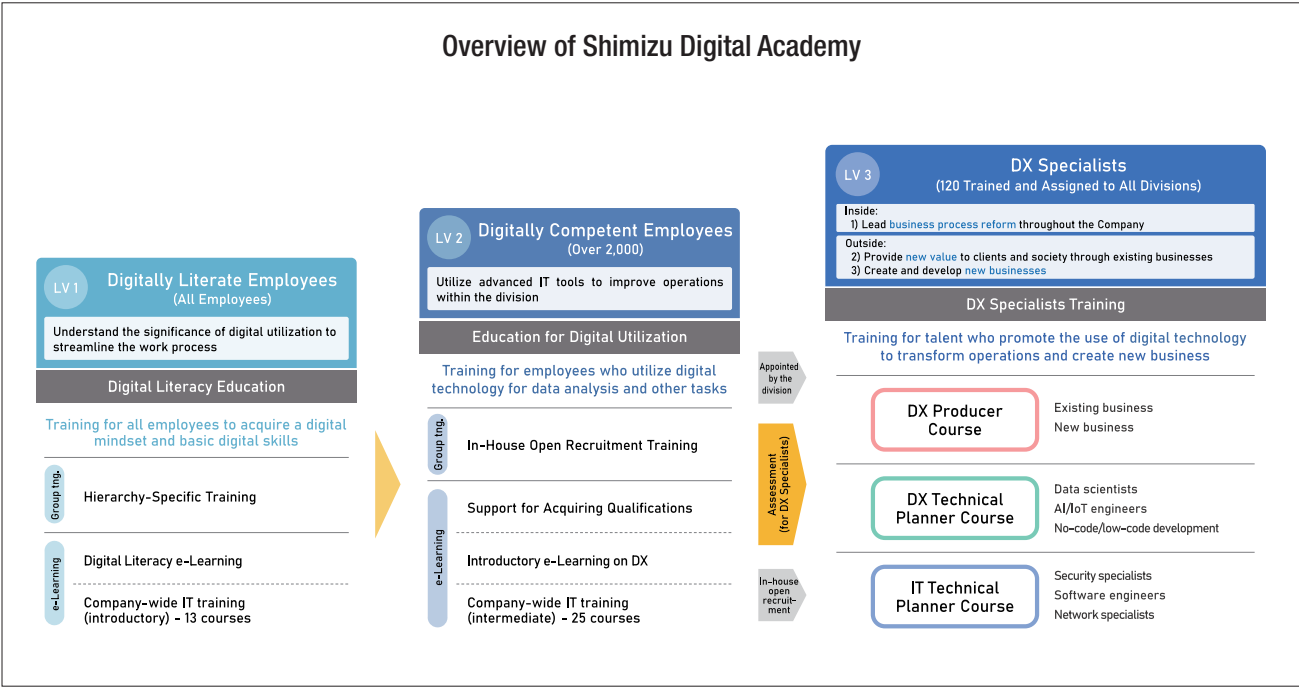 Overview of Shimizu Digital Academy
LV 1
Digitally Literate Employees
(All Employees)
Understand the significance of digital utilization to
streamline the work process
Digital Literacy Education
Training for all employees to acquire a digital
mindset and basic digital skills
Group tng.
Hierarchy-Specific Training
e-Learning
Digital Literacy e-Learning
Company-wide IT training
(introductory) - 13 courses
LV 2
Digitally Competent Employees
(Over 2,000)
Utilize advanced IT tools to improve operations
within the division
Education for Digital Utilization
Training for employees who utilize digital
technology for data analysis and other tasks
Group tng.
In-House Open Recruitment Training
e-Learning
Support for Acquiring Qualifications
Introductory e-Learning on DX
Company-wide IT training
(intermediate) - 25 courses
Appointed
by the
division
Assessment
(for DX Specialists)
In-house
open
recruit-
ment
LV 3
DX Specialists
(120 Trained and Assigned to All Divisions)
Inside:
1) Lead business process reform throughout the Company
Outside:
2) Provide new value to clients and society through existing businesses
3) Create and develop new businesses
DX Specialists Training
Training for talent who promote the use of digital technology
to transform operations and create new business
DX Producer
Course
Existing business
New business
DX Technical
Planner Course
Data scientists
AI/IoT engineers
No-code/low-code development
IT Technical
Planner Course
Security specialists
Software engineers
Network specialists